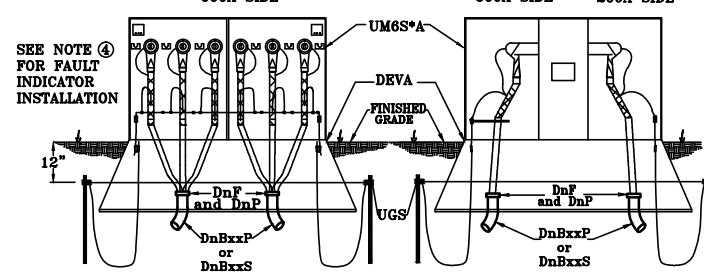 SEE NOTE ④
FOR FAULT
INDICATOR
INSTALLATION
UM6S*A
DEVA
FINISHED
GRADE
12"
DnF
and DnP
UGS
DnBxxP
or
DnBxxS
DnF
and DnP
DnBxxP
or
DnBxxS